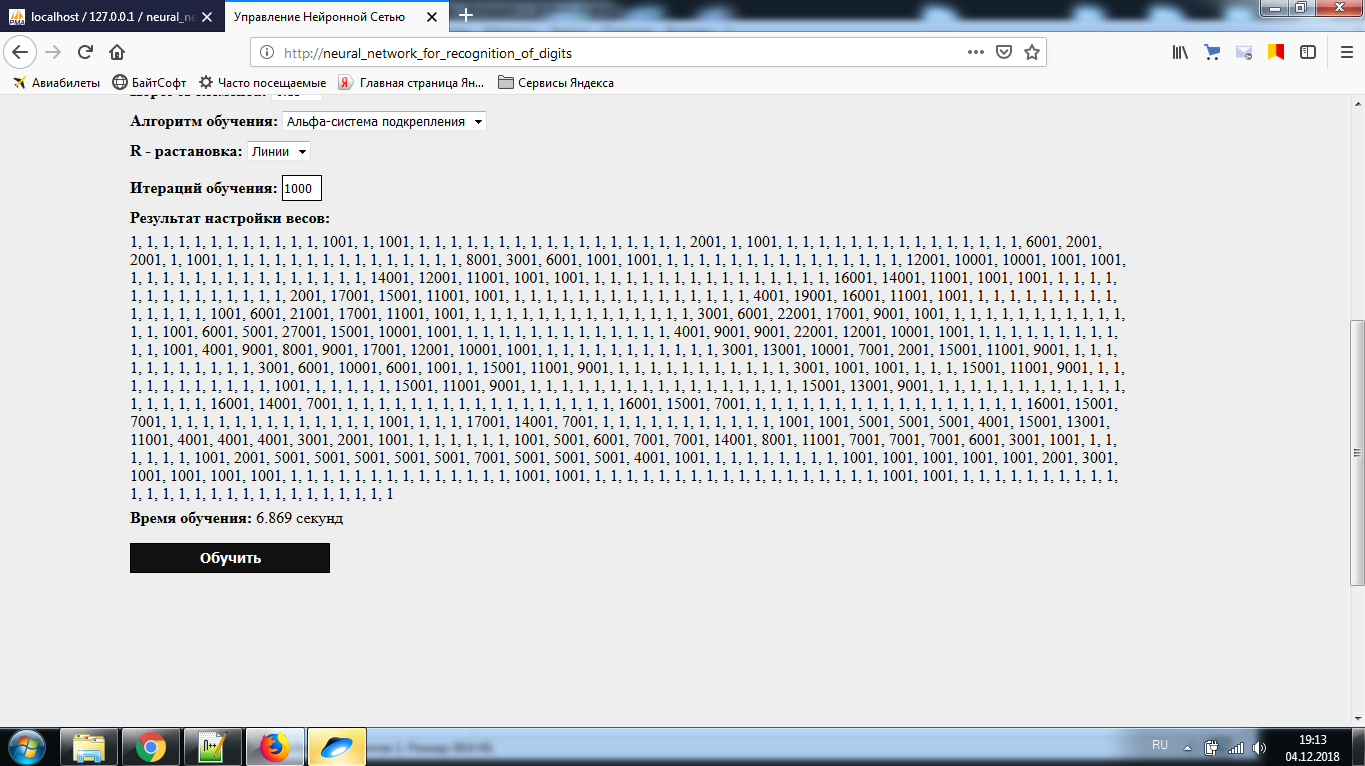 localhost / 127.0.0.1 / neural_ne
Управление Нейронной Сетью
http://neural_network_for_recognition_of_digits
Авиабилеты
БайтСофт
Часто посещаемые
Главная страница Ян...
Сервисы Яндекса
Алгоритм обучения: Альфа-система подкрепления
R - растановка: Линии
Итераций обучения: 1000
Результат настройки весов:
1, 1, 1, 1, 1, 1, 1, 1, 1, 1, 1, 1, 1001, 1, 1001, 1, 1, 1, 1, 1, 1, 1, 1, 1, 1, 1, 1, 1, 1, 1, 1, 1, 2001, 1, 1001, 1, 1, 1, 1, 1, 1, 1, 1, 1, 1, 1, 1, 1, 1, 1, 6001, 2001,
2001, 1, 1001, 1, 1, 1, 1, 1, 1, 1, 1, 1, 1, 1, 1, 1, 1, 1, 8001, 3001, 6001, 1001, 1001, 1, 1, 1, 1, 1, 1, 1, 1, 1, 1, 1, 1, 1, 1, 1, 12001, 10001, 10001, 1001, 1001,
1, 1, 1, 1, 1, 1, 1, 1, 1, 1, 1, 1, 1, 1, 1, 14001, 12001, 11001, 1001, 1001, 1, 1, 1, 1, 1, 1, 1, 1, 1, 1, 1, 1, 1, 1, 1, 16001, 14001, 11001, 1001, 1001, 1, 1, 1, 1,
1, 1, 1, 1, 1, 1, 1, 1, 1, 1, 2001, 17001, 15001, 11001, 1001, 1, 1, 1, 1, 1, 1, 1, 1, 1, 1, 1, 1, 1, 1, 1, 4001, 19001, 16001, 11001, 1001, 1, 1, 1, 1, 1, 1, 1, 1, 1,
1, 1, 1, 1, 1, 1001, 6001, 21001, 17001, 11001, 1001, 1, 1, 1, 1, 1, 1, 1, 1, 1, 1, 1, 1, 1, 1, 3001, 6001, 22001, 17001, 9001, 1001, 1, 1, 1, 1, 1, 1, 1, 1, 1, 1, 1,
1, 1, 1001, 6001, 5001, 27001, 15001, 10001, 1001, 1, 1, 1, 1, 1, 1, 1, 1, 1, 1, 1, 1, 1, 4001, 9001, 9001, 22001, 12001, 10001, 1001, 1, 1, 1, 1, 1, 1, 1, 1, 1,
1, 1, 1001, 4001, 9001, 8001, 9001, 17001, 12001, 10001, 1001, 1, 1, 1, 1, 1, 1, 1, 1, 1, 1, 1, 3001, 13001, 10001, 7001, 2001, 15001, 11001, 9001, 1, 1, 1,
1, 1, 1, 1, 1, 1, 1, 1, 3001, 6001, 10001, 6001, 1001, 1, 15001, 11001, 9001, 1, 1, 1, 1, 1, 1, 1, 1, 1, 1, 1, 3001, 1001, 1001, 1, 1, 1, 15001, 11001, 9001, 1, 1,
1, 1, 1, 1, 1, 1, 1, 1, 1, 1001, 1, 1, 1, 1, 1, 15001, 11001, 9001, 1, 1, 1, 1, 1, 1, 1, 1, 1, 1, 1, 1, 1, 1, 1, 1, 1, 15001, 13001, 9001, 1, 1, 1, 1, 1, 1, 1, 1, 1, 1, 1, 1,
1, 1, 1, 1, 1, 16001, 14001, 7001, 1, 1, 1, 1, 1, 1, 1, 1, 1, 1, 1, 1, 1, 1, 1, 1, 1, 16001, 15001, 7001, 1, 1, 1, 1, 1, 1, 1, 1, 1, 1, 1, 1, 1, 1, 1, 1, 1, 16001, 15001,
7001, 1, 1, 1, 1, 1, 1, 1, 1, 1, 1, 1, 1, 1, 1001, 1, 1, 1, 17001, 14001, 7001, 1, 1, 1, 1, 1, 1, 1, 1, 1, 1, 1, 1001, 1001, 5001, 5001, 5001, 4001, 15001, 13001,
11001, 4001, 4001, 4001, 3001, 2001, 1001, 1, 1, 1, 1, 1, 1, 1001, 5001, 6001, 7001, 7001, 14001, 8001, 11001, 7001, 7001, 7001, 6001, 3001, 1001, 1, 1,
1, 1, 1, 1, 1001, 2001, 5001, 5001, 5001, 5001, 5001, 7001, 5001, 5001, 5001, 4001, 1001, 1, 1, 1, 1, 1, 1, 1, 1, 1001, 1001, 1001, 1001, 1001, 2001, 3001,
1001, 1001, 1001, 1001, 1, 1, 1, 1, 1, 1, 1, 1, 1, 1, 1, 1, 1, 1, 1001, 1001, 1, 1, 1, 1, 1, 1, 1, 1, 1, 1, 1, 1, 1, 1, 1, 1, 1, 1, 1001, 1001, 1, 1, 1, 1, 1, 1, 1, 1, 1, 1,
1, 1, 1, 1, 1, 1, 1, 1, 1, 1, 1, 1, 1, 1, 1, 1, 1
Время обучения: 6.869 секунд
Обучить
RU
19:13
04.12.2018